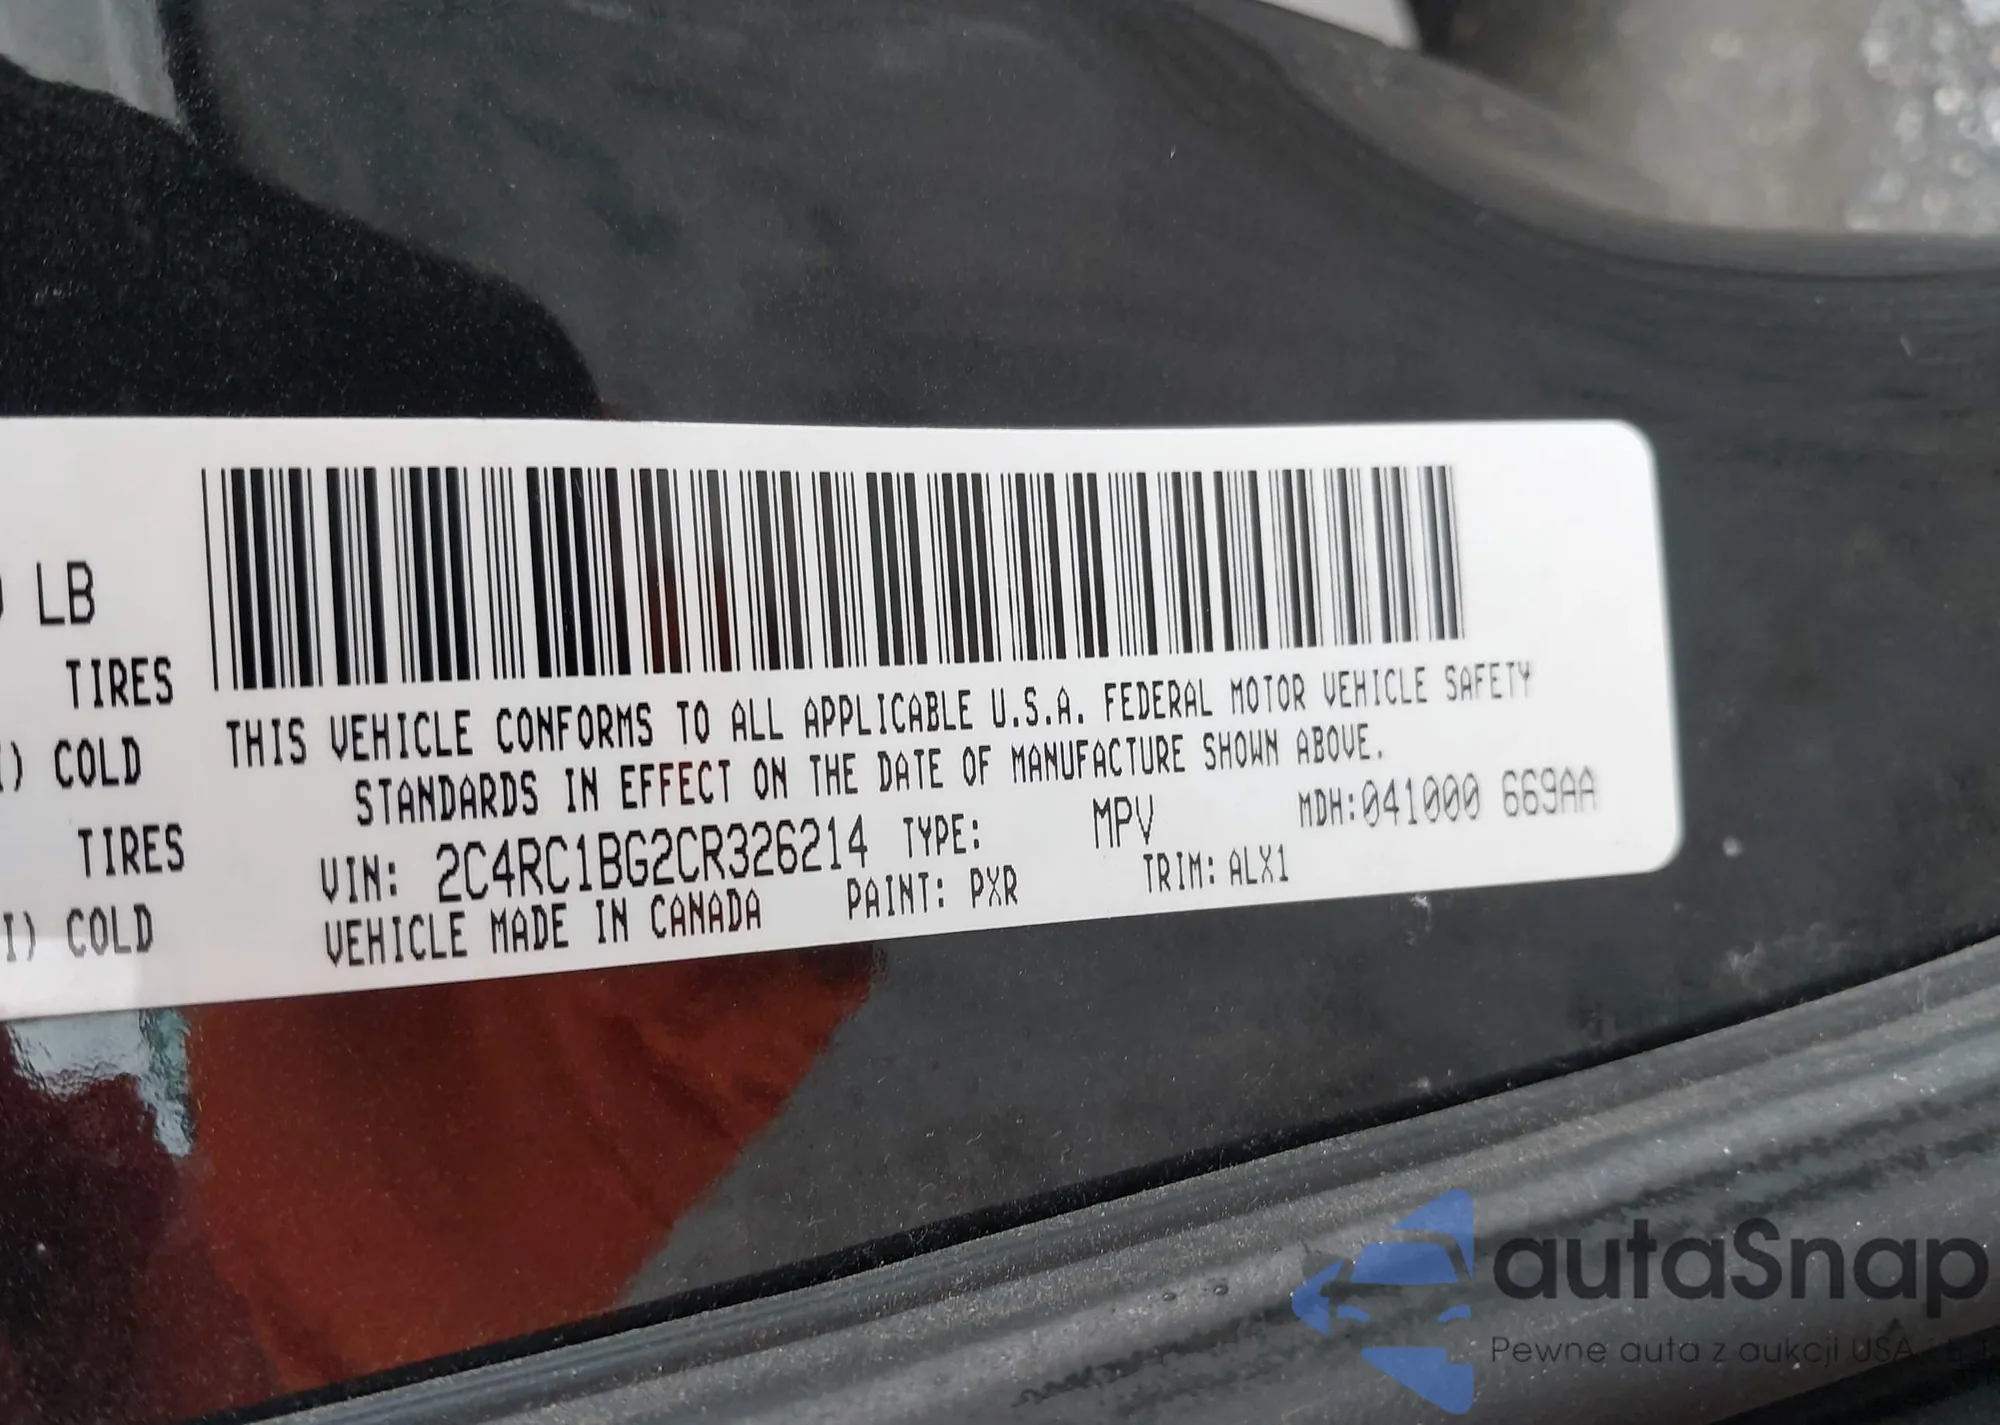 LB
TIRES
) COLD
TIRES
I) COLD
THIS VEHICLE CONFORMS TO ALL APPLICABLE U.S.A. FEDERAL MOTOR VEHICLE SAFETY
STANDARDS IN EFFECT ON THE DATE OF MANUFACTURE SHOWN ABOVE.
VIN: 2C4RC1BG2CR326214 TYPE: MPV MDH:041000 669AA
VEHICLE MADE IN CANADA PAINT: PXR TRIM: ALX1
autaSnap
Pewne auta z aukcji USA